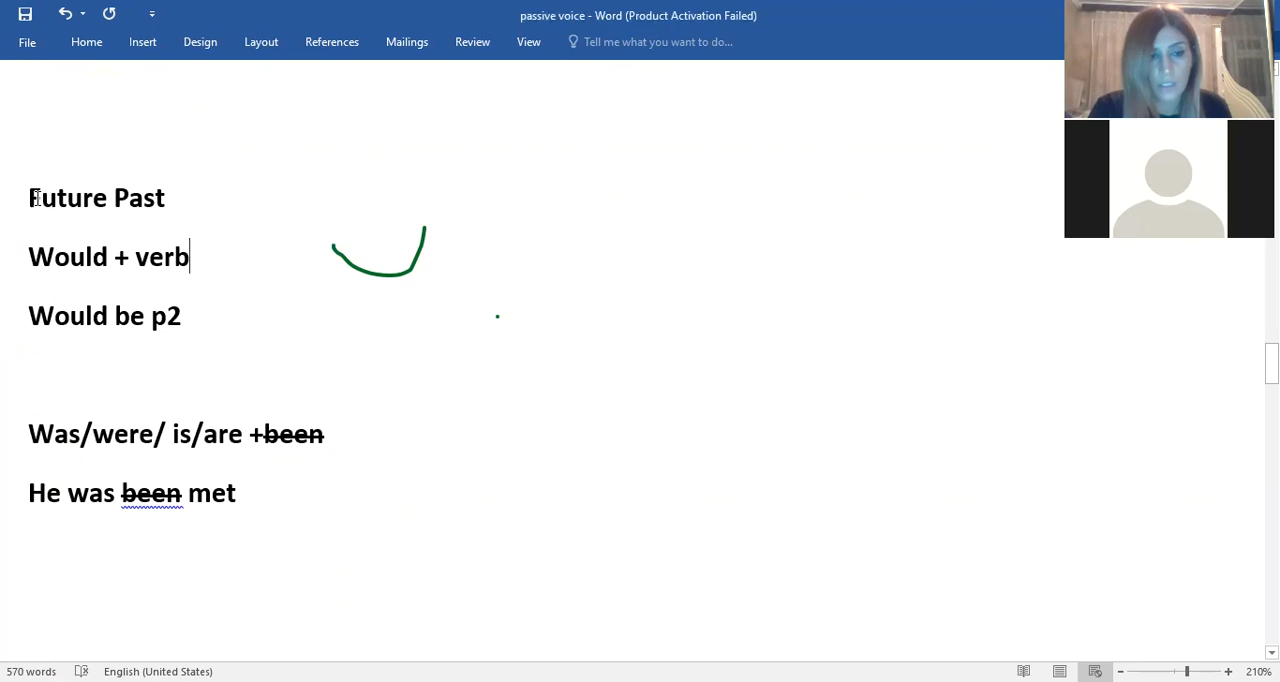 passive voice - Word (Product Activation Failed)
File Home Insert Design Layout References Mailings Review View Tell me what you want to do...
Future Past
Would + verb
Would be p2
Was/were/ is/are +been
He was been met
570 words English (United States) 210%